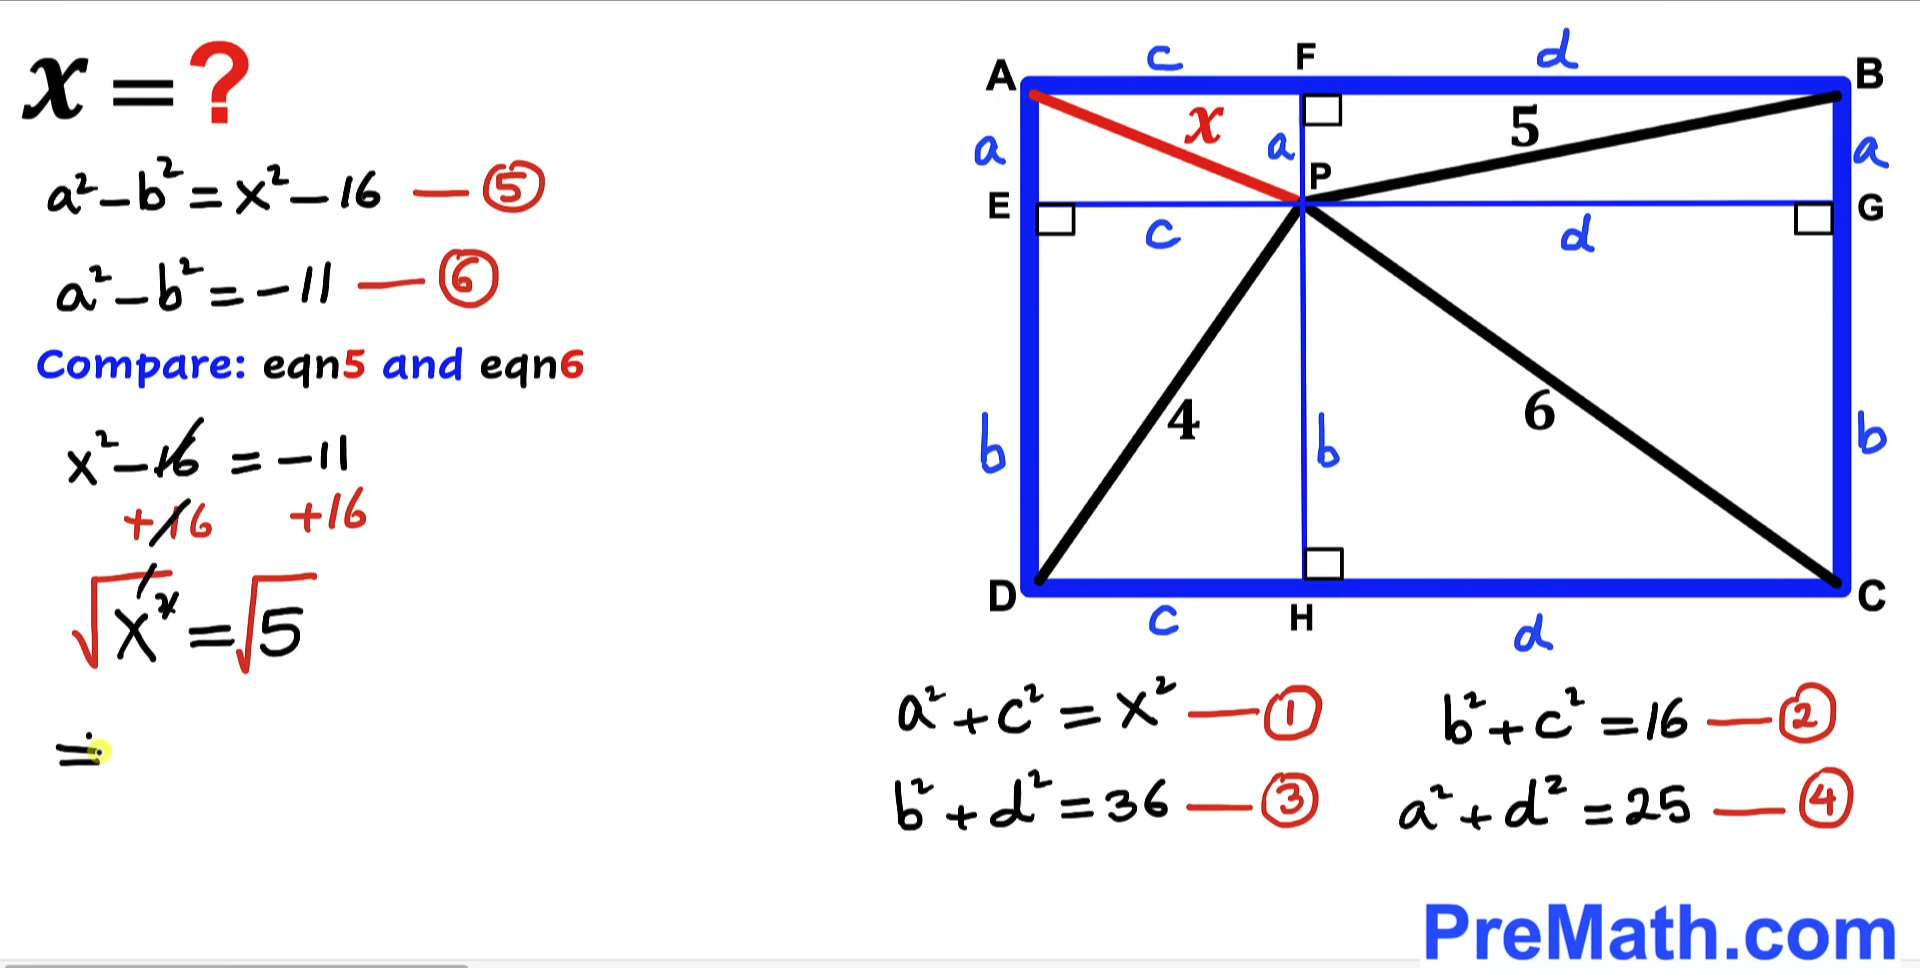 x = ?
a² − b² = x² − 16 — ⑤
a² − b² = −11 — ⑥
Compare: eqn5 and eqn6
x² − 16 = −11
+16 +16
√x² = √5
∴
c F d
A B
x 5
a a a
P
E G
c d
4 6
b b b
D C
c H d
a² + c² = x² — ① b² + c² = 16 — ②
b² + d² = 36 — ③ a² + d² = 25 — ④
PreMath.com